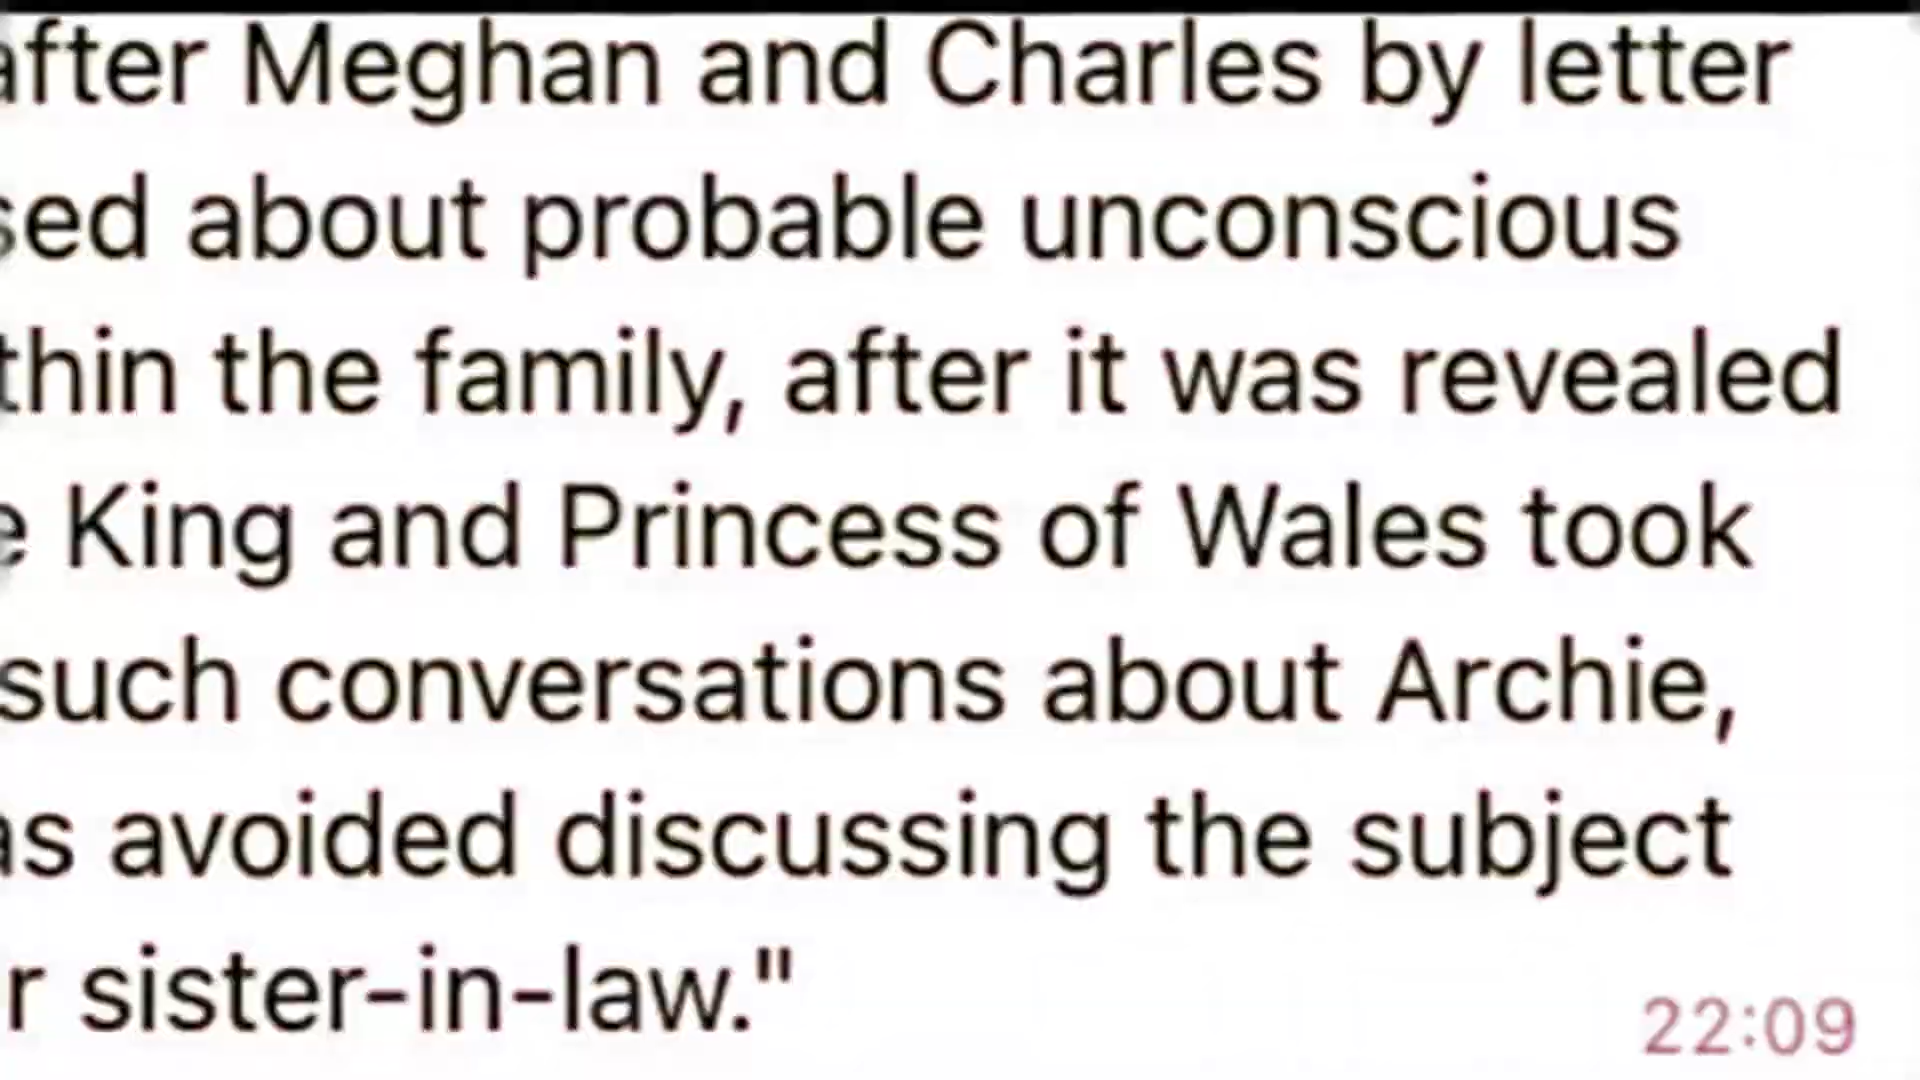 after Meghan and Charles by letter
sed about probable unconscious
thin the family, after it was revealed
e King and Princess of Wales took
such conversations about Archie,
as avoided discussing the subject
r sister-in-law."
22:09